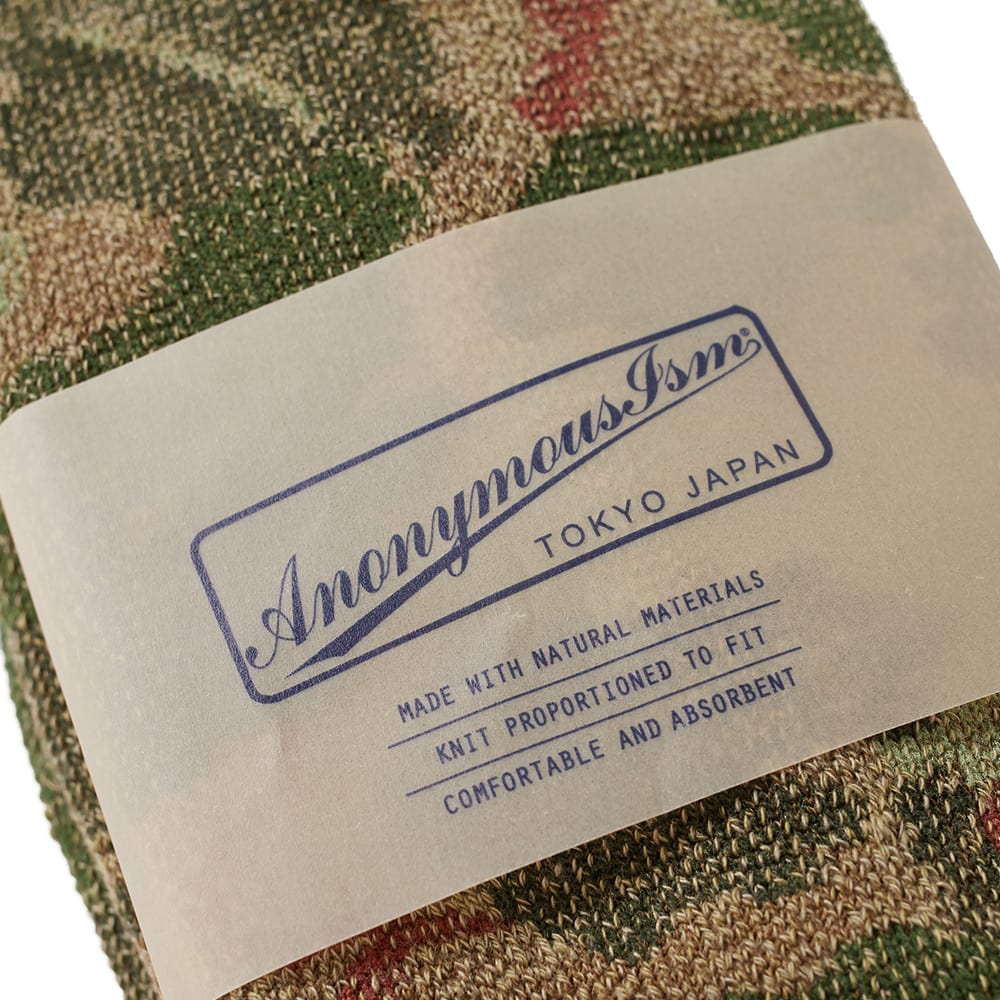 AnonymousIsm®
TOKYO JAPAN
MADE WITH NATURAL MATERIALS
KNIT PROPORTIONED TO FIT
COMFORTABLE AND ABSORBENT